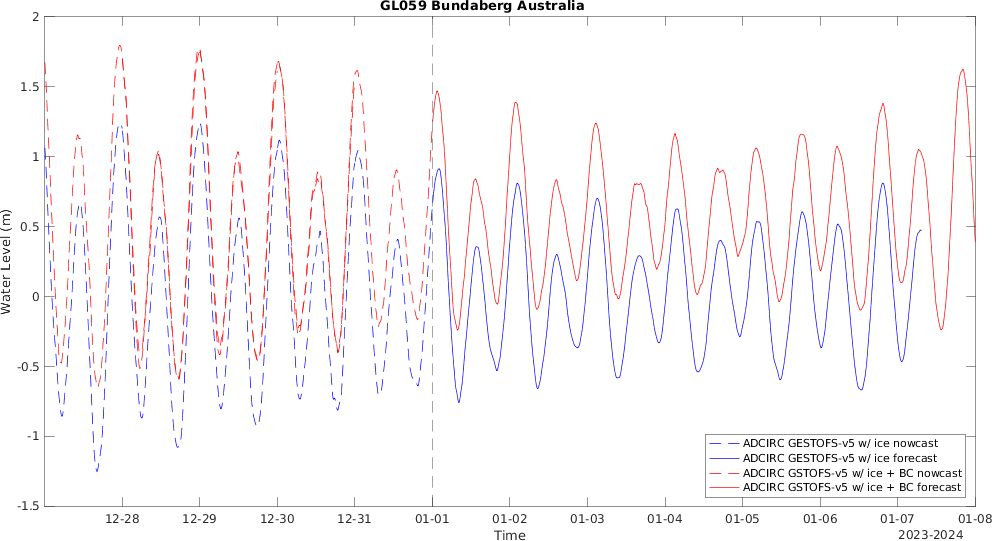 GL059 Bundaberg Australia
2
1.5
1
0.5
0
-0.5
-1
-1.5
Water Level (m)
ADCIRC GESTOFS-v5 w/ ice nowcast
ADCIRC GESTOFS-v5 w/ ice forecast
ADCIRC GSTOFS-v5 w/ ice + BC nowcast
ADCIRC GSTOFS-v5 w/ ice + BC forecast
12-28 12-29 12-30 12-31 01-01 01-02 01-03 01-04 01-05 01-06 01-07 01-08
Time
2023-2024